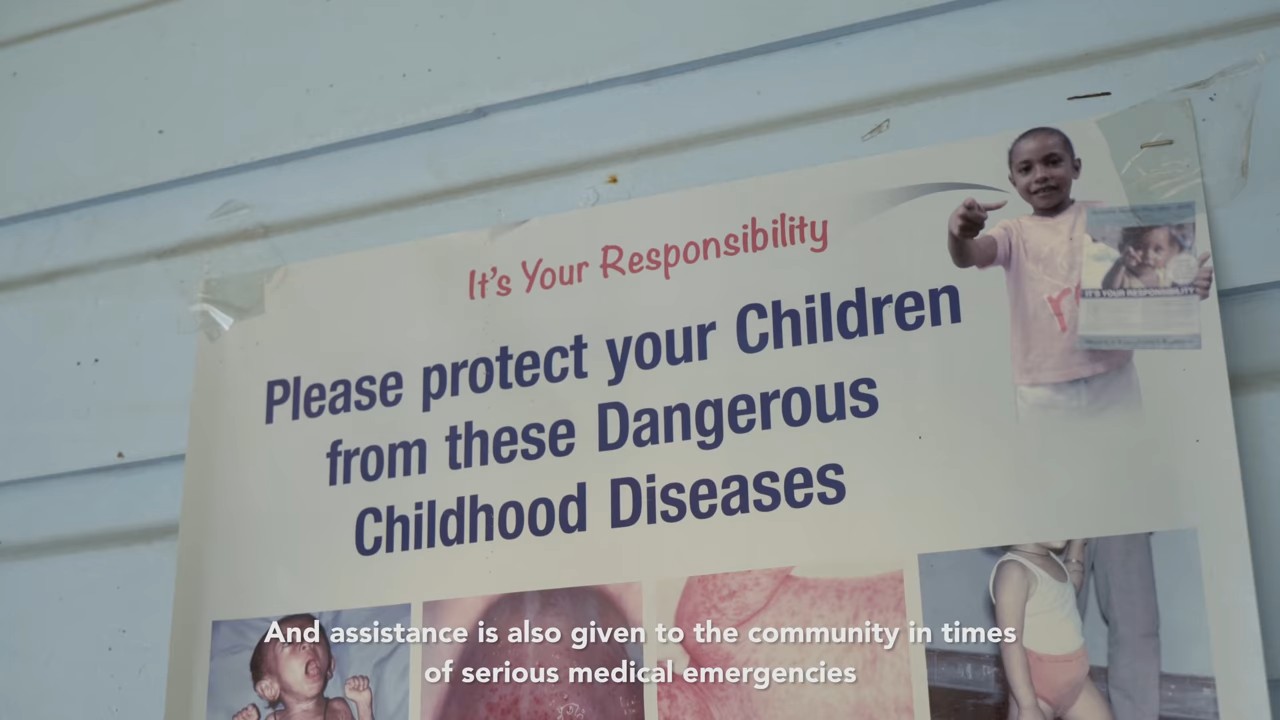 It's Your Responsibility
Please protect your Children
from these Dangerous
Childhood Diseases
IT'S YOUR RESPONSIBILITY
And assistance is also given to the community in times
of serious medical emergencies